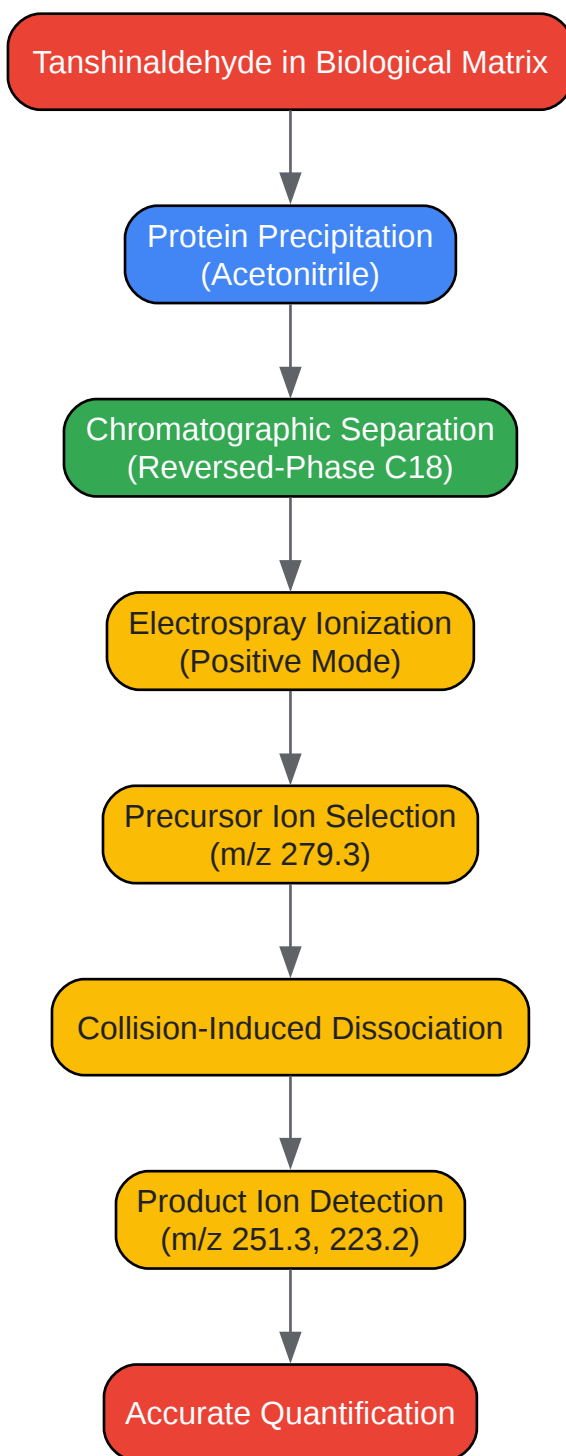 Tanshinaldehyde in Biological Matrix
Protein Precipitation
(Acetonitrile)
Chromatographic Separation
(Reversed-Phase C18)
Electrospray Ionization
(Positive Mode)
Precursor Ion Selection
(m/z 279.3)
Collision-Induced Dissociation
Product Ion Detection
(m/z 251.3, 223.2)
Accurate Quantification